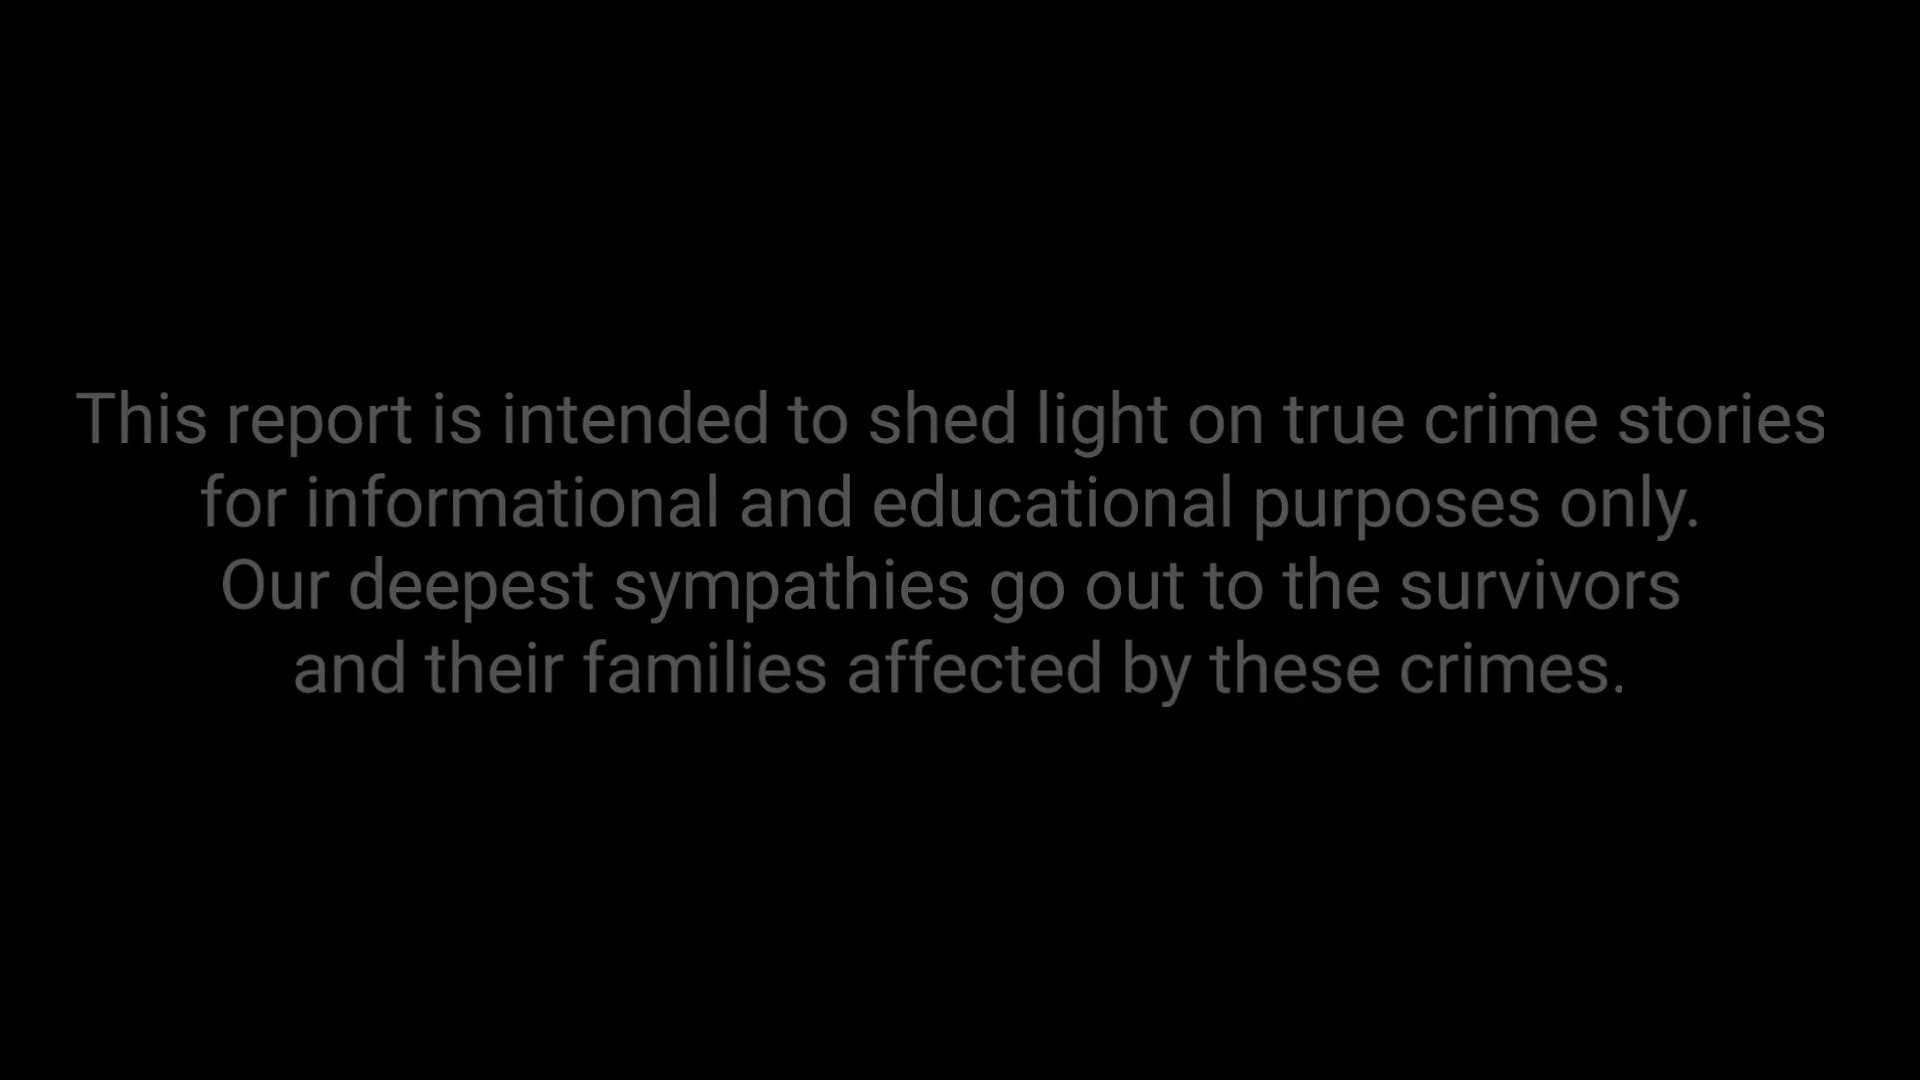 This report is intended to shed light on true crime stories
for informational and educational purposes only.
Our deepest sympathies go out to the survivors
and their families affected by these crimes.